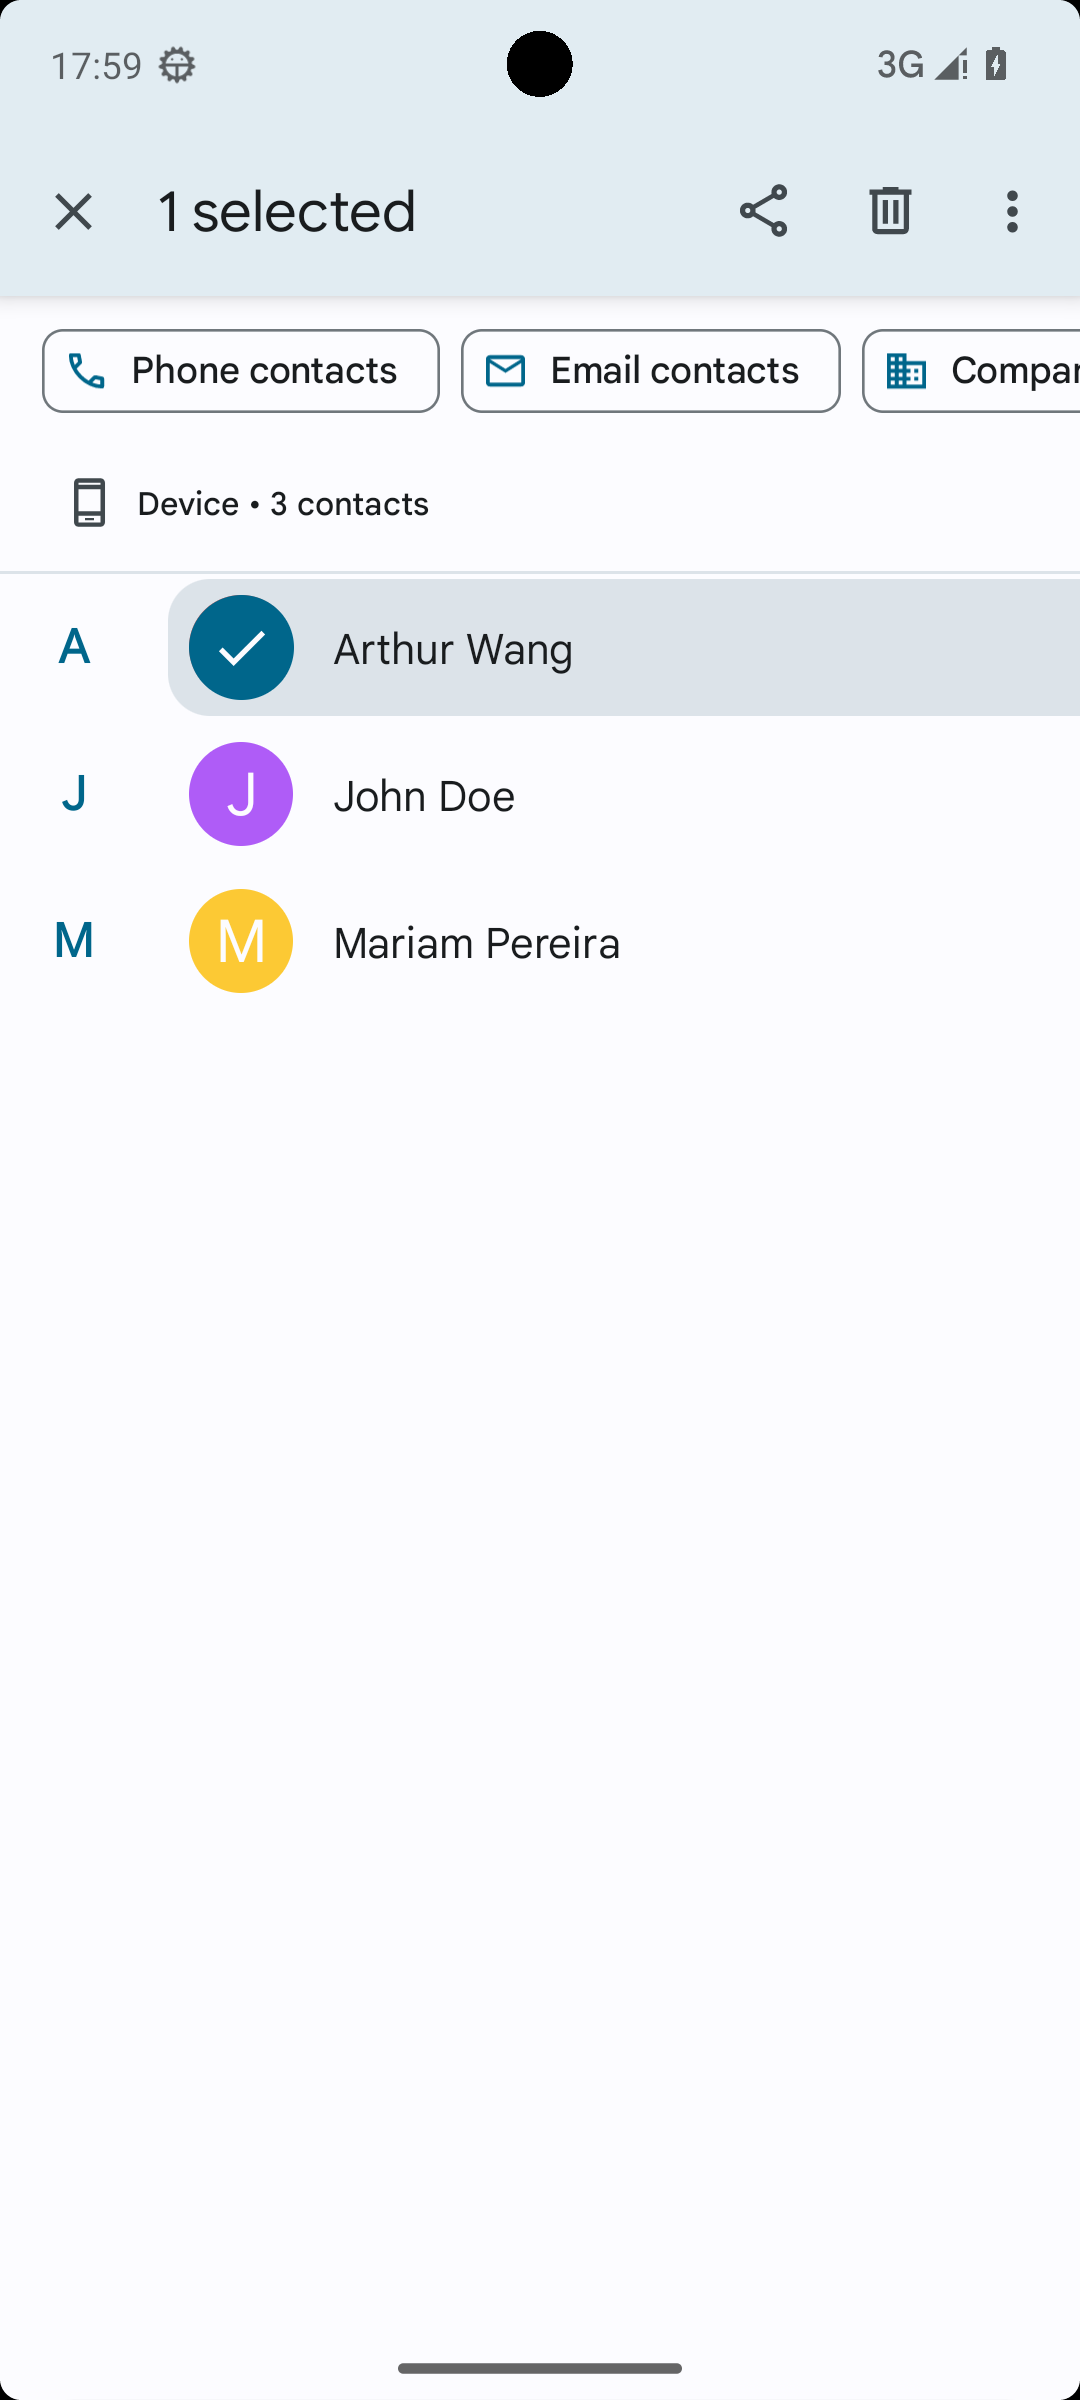 17:59
3G
1 selected
Phone contacts
Email contacts
Compan
Device • 3 contacts
A
Arthur Wang
J
J
John Doe
M
M
Mariam Pereira